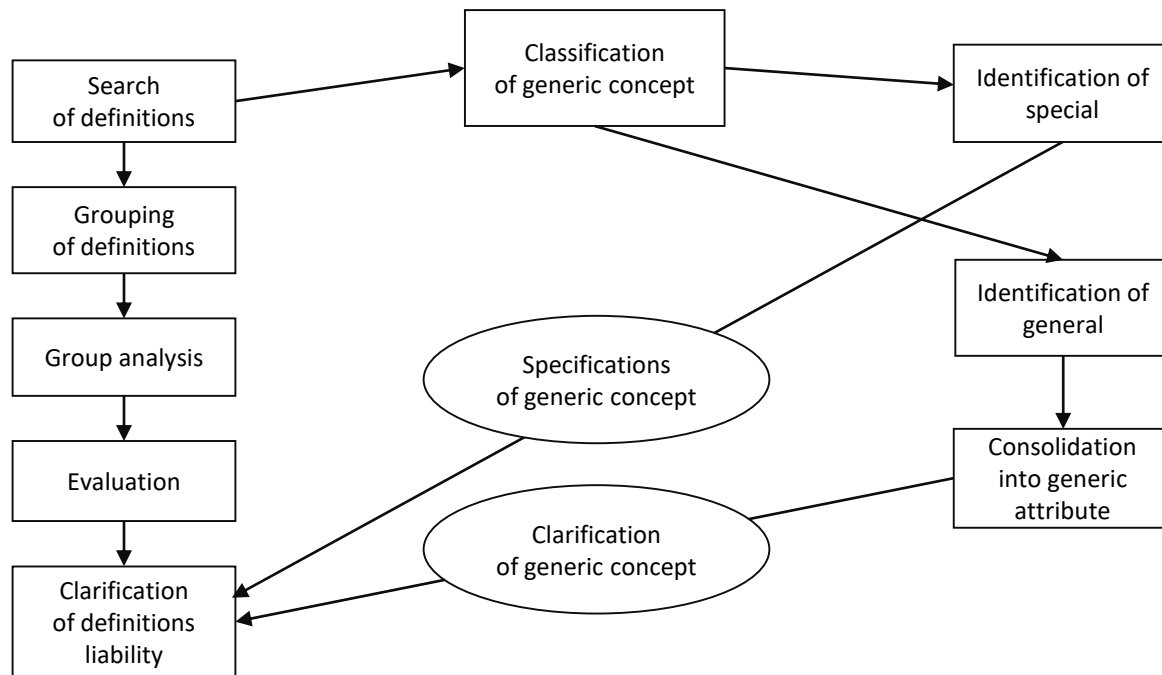 Search
of definitions
Classification
of generic concept
Identification of
special
Grouping
of definitions
Identification of
general
Group analysis
Specifications
of generic concept
Evaluation
Consolidation
into generic
attribute
Clarification
of generic concept
Clarification
of definitions
liability